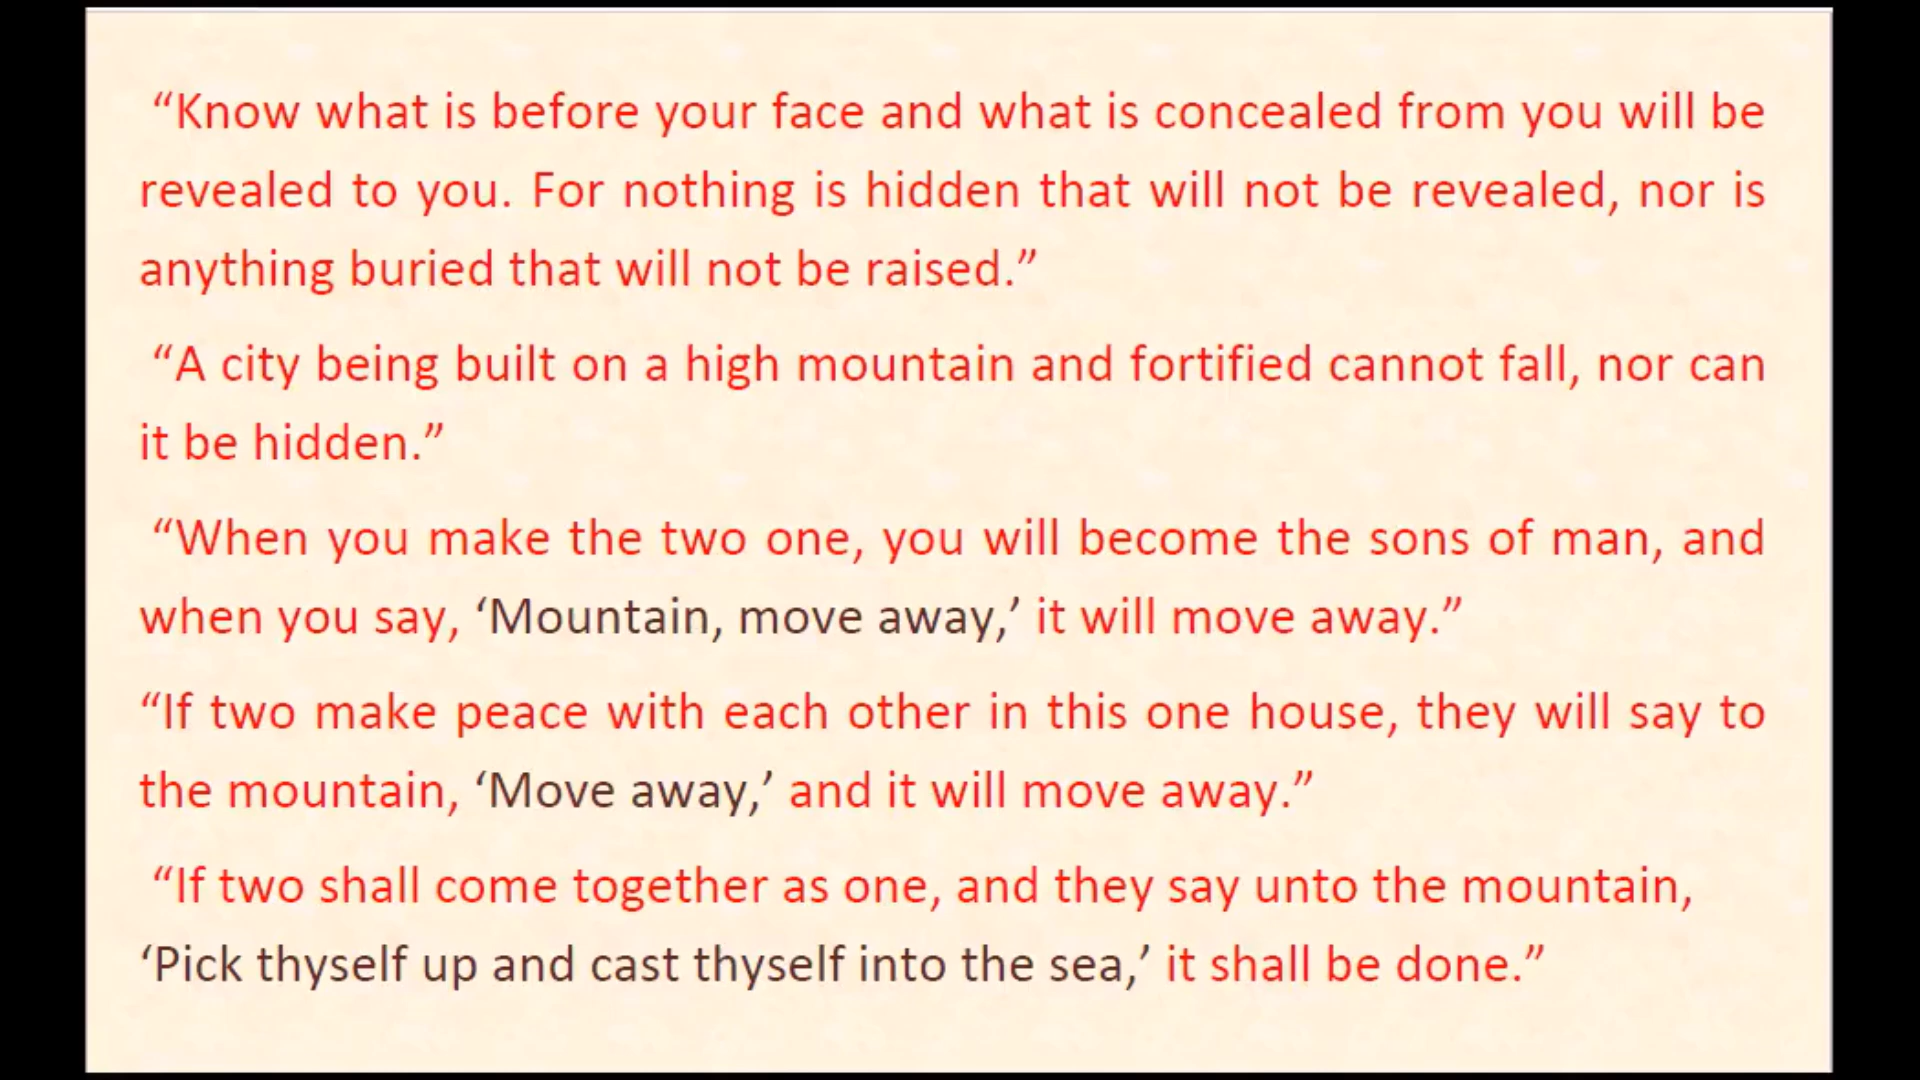 “Know what is before your face and what is concealed from you will be
revealed to you. For nothing is hidden that will not be revealed, nor is
anything buried that will not be raised.”
“A city being built on a high mountain and fortified cannot fall, nor can
it be hidden.”
“When you make the two one, you will become the sons of man, and
when you say, ‘Mountain, move away,’ it will move away.”
“If two make peace with each other in this one house, they will say to
the mountain, ‘Move away,’ and it will move away.”
“If two shall come together as one, and they say unto the mountain,
‘Pick thyself up and cast thyself into the sea,’ it shall be done.”